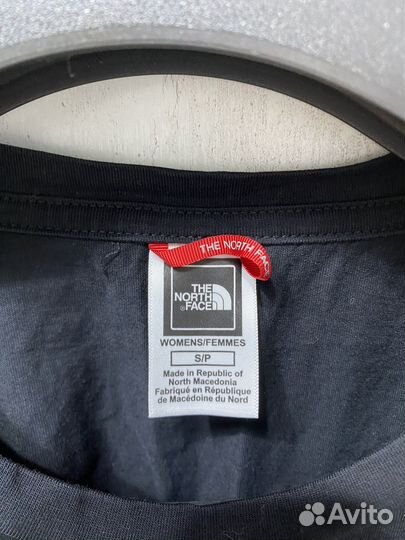 THE NORTH FACE
THE
NORTH
FACE
WOMENS/FEMMES
S/P
Made in Republic of
North Macedonia
Fabriqué en République
de Macédoine du Nord
Avito